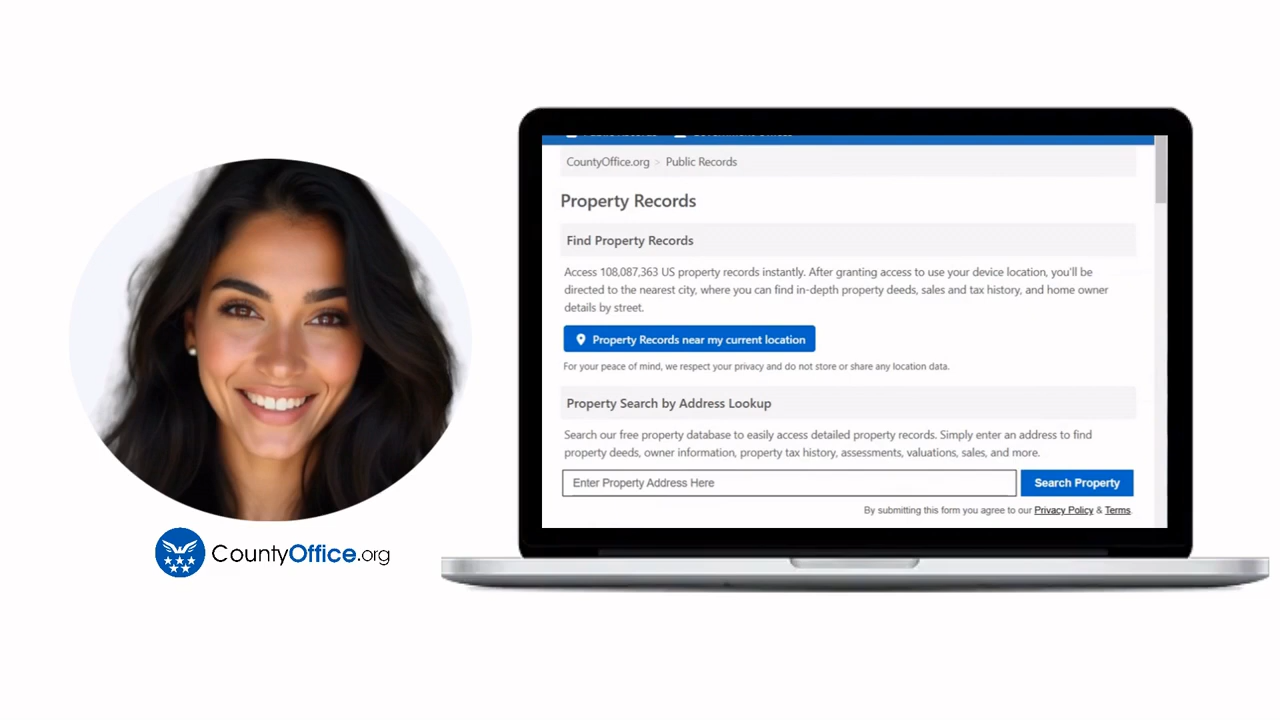 CountyOffice.org > Public Records
Property Records
Find Property Records
Access 108,087,363 US property records instantly. After granting access to use your device location, you'll be
directed to the nearest city, where you can find in-depth property deeds, sales and tax history, and home owner
details by street.
Property Records near my current location
For your peace of mind, we respect your privacy and do not store or share any location data.
Property Search by Address Lookup
Search our free property database to easily access detailed property records. Simply enter an address to find
property deeds, owner information, property tax history, assessments, valuations, sales, and more.
Enter Property Address Here
Search Property
By submitting this form you agree to our Privacy Policy & Terms.
CountyOffice.org